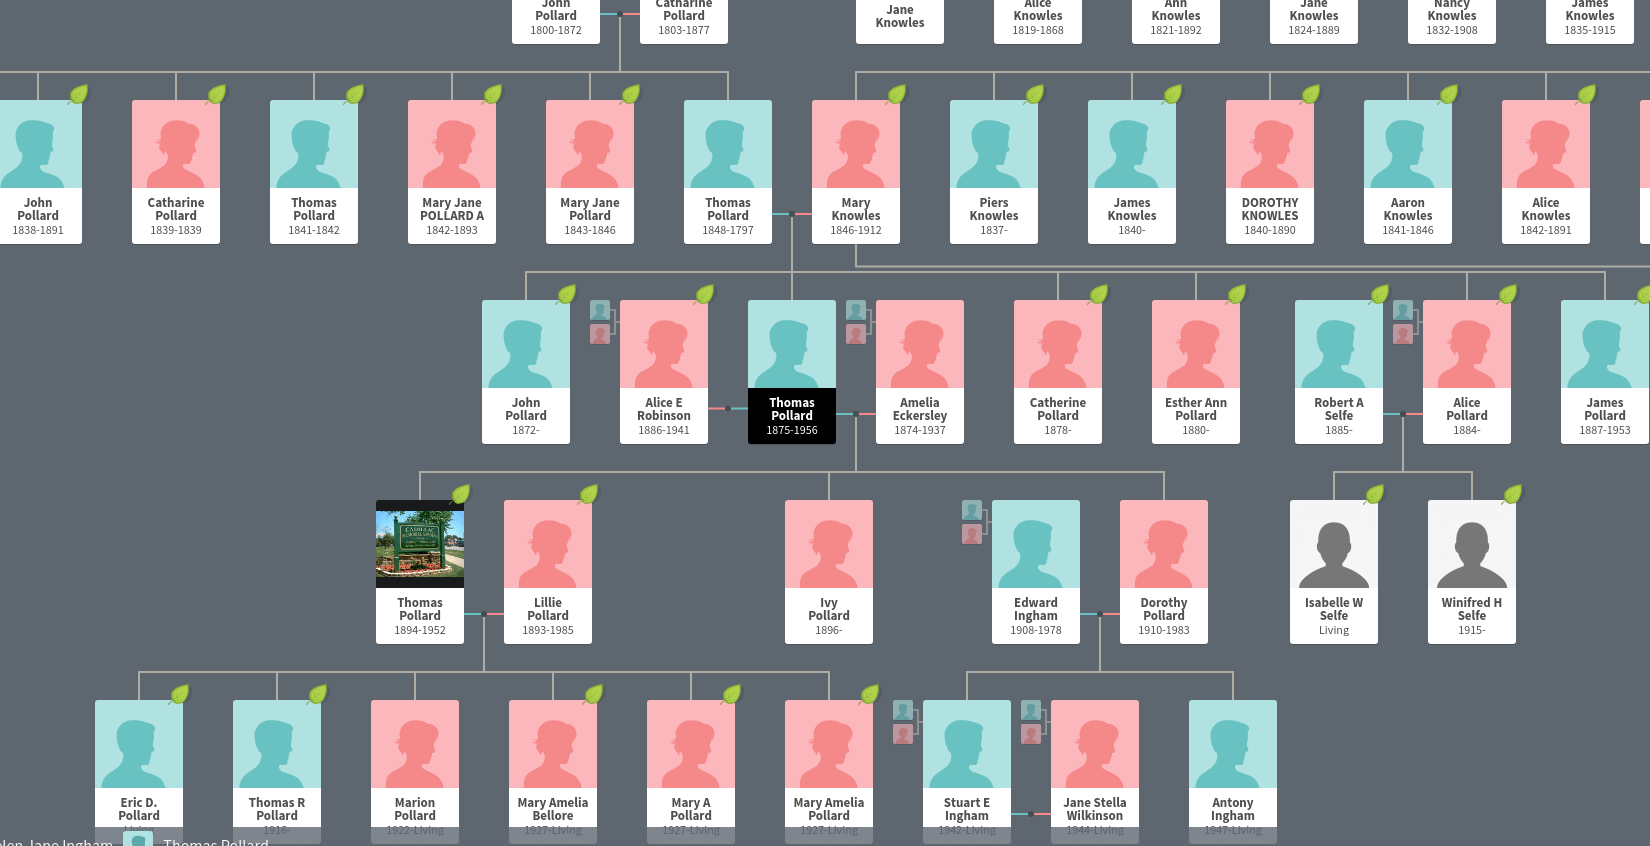 John
Pollard
1800-1872
Catharine
Pollard
1803-1877
Jane
Knowles
Alice
Knowles
1819-1868
Ann
Knowles
1821-1892
Jane
Knowles
1824-1889
Nancy
Knowles
1832-1908
James
Knowles
1835-1915
John
Pollard
1838-1891
Catharine
Pollard
1839-1839
Thomas
Pollard
1841-1842
Mary Jane
POLLARD A
1842-1893
Mary Jane
Pollard
1843-1846
Thomas
Pollard
1848-1797
Mary
Knowles
1846-1912
Piers
Knowles
1837-
James
Knowles
1840-
DOROTHY
KNOWLES
1840-1890
Aaron
Knowles
1841-1846
Alice
Knowles
1842-1891
John
Pollard
1872-
Alice E
Robinson
1886-1941
Thomas
Pollard
1875-1956
Amelia
Eckersley
1874-1937
Catherine
Pollard
1878-
Esther Ann
Pollard
1880-
Robert A
Selfe
1885-
Alice
Pollard
1884-
James
Pollard
1887-1953
CADILLAC
Thomas
Pollard
1894-1952
Lillie
Pollard
1893-1985
Ivy
Pollard
1896-
Edward
Ingham
1908-1978
Dorothy
Pollard
1910-1983
Isabelle W
Selfe
Living
Winifred H
Selfe
1915-
Eric D.
Pollard
Living
Thomas R
Pollard
1916-
Marion
Pollard
1922-Living
Mary Amelia
Bellore
1927-Living
Mary A
Pollard
1927-Living
Mary Amelia
Pollard
1927-Living
Stuart E
Ingham
1942-Living
Jane Stella
Wilkinson
1944-Living
Antony
Ingham
1947-Living
len Jane Ingham
Thomas Pollard